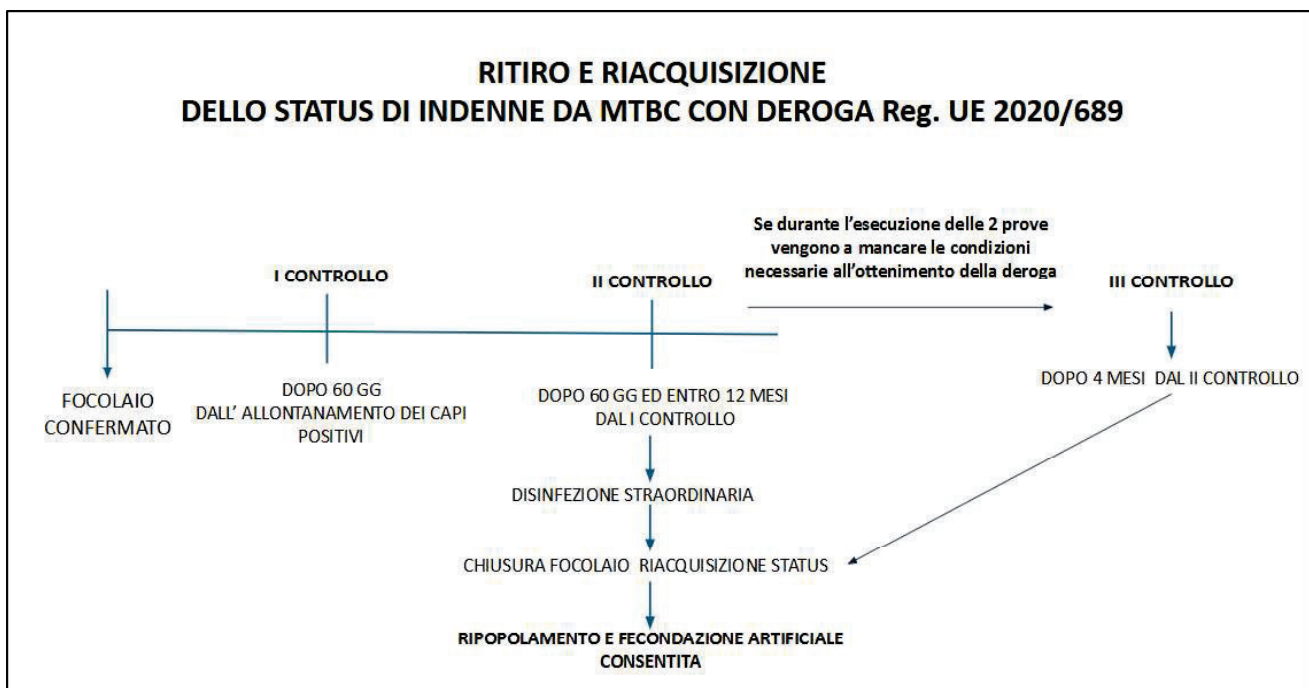 RITIRO E RIACQUISIZIONE
DELLO STATUS DI INDENNE DA MTBC CON DEROGA Reg. UE 2020/689
Se durante l'esecuzione delle 2 prove
vengono a mancare le condizioni
necessarie all'ottenimento della deroga
I CONTROLLO
II CONTROLLO
III CONTROLLO
FOCOLAIO
CONFERMATO
DOPO 60 GG
DALL' ALLONTANAMENTO DEI CAPI
POSITIVI
DOPO 60 GG ED ENTRO 12 MESI
DAL I CONTROLLO
DOPO 4 MESI DAL II CONTROLLO
DISINFEZIONE STRAORDINARIA
CHIUSURA FOCOLAIO RIACQUISIZIONE STATUS
RIPOPOLAMENTO E FECONDAZIONE ARTIFICIALE
CONSENTITA